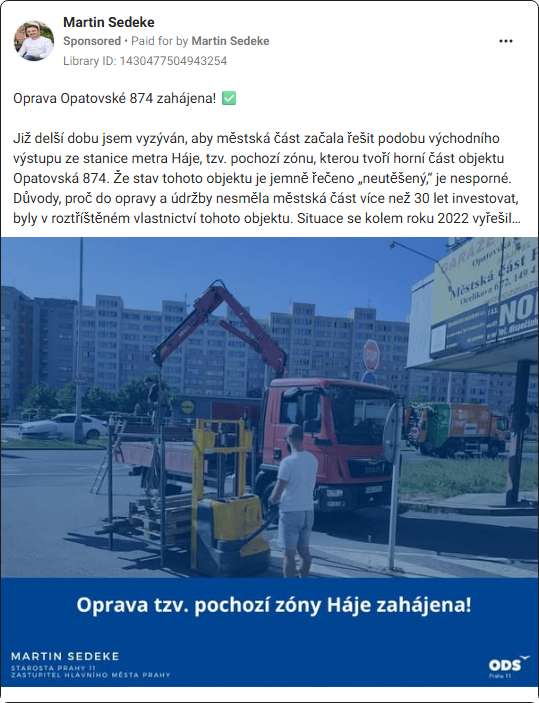 Martin Sedeke
Sponsored • Paid for by Martin Sedeke
Library ID: 1430477504943254
Oprava Opatovské 874 zahájena! ✅
Již delší dobu jsem vyzýván, aby městská část začala řešit podobu východního
výstupu ze stanice metra Háje, tzv. pochozí zónu, kterou tvoří horní část objektu
Opatovská 874. Že stav tohoto objektu je jemně řečeno „neutěšený,“ je nesporné.
Důvody, proč do opravy a údržby nesměla městská část více než 30 let investovat,
byly v roztříštěném vlastnictví tohoto objektu. Situace se kolem roku 2022 vyřešil...
GARÁŽE
Opatovská
Městská část
NO
Oprava tzv. pochozí zóny Háje zahájena!
MARTIN SEDEKE
STAROSTA PRAHY 11
ZASTUPITEL HLAVNÍHO MĚSTA PRAHY
ODS
Praha 11